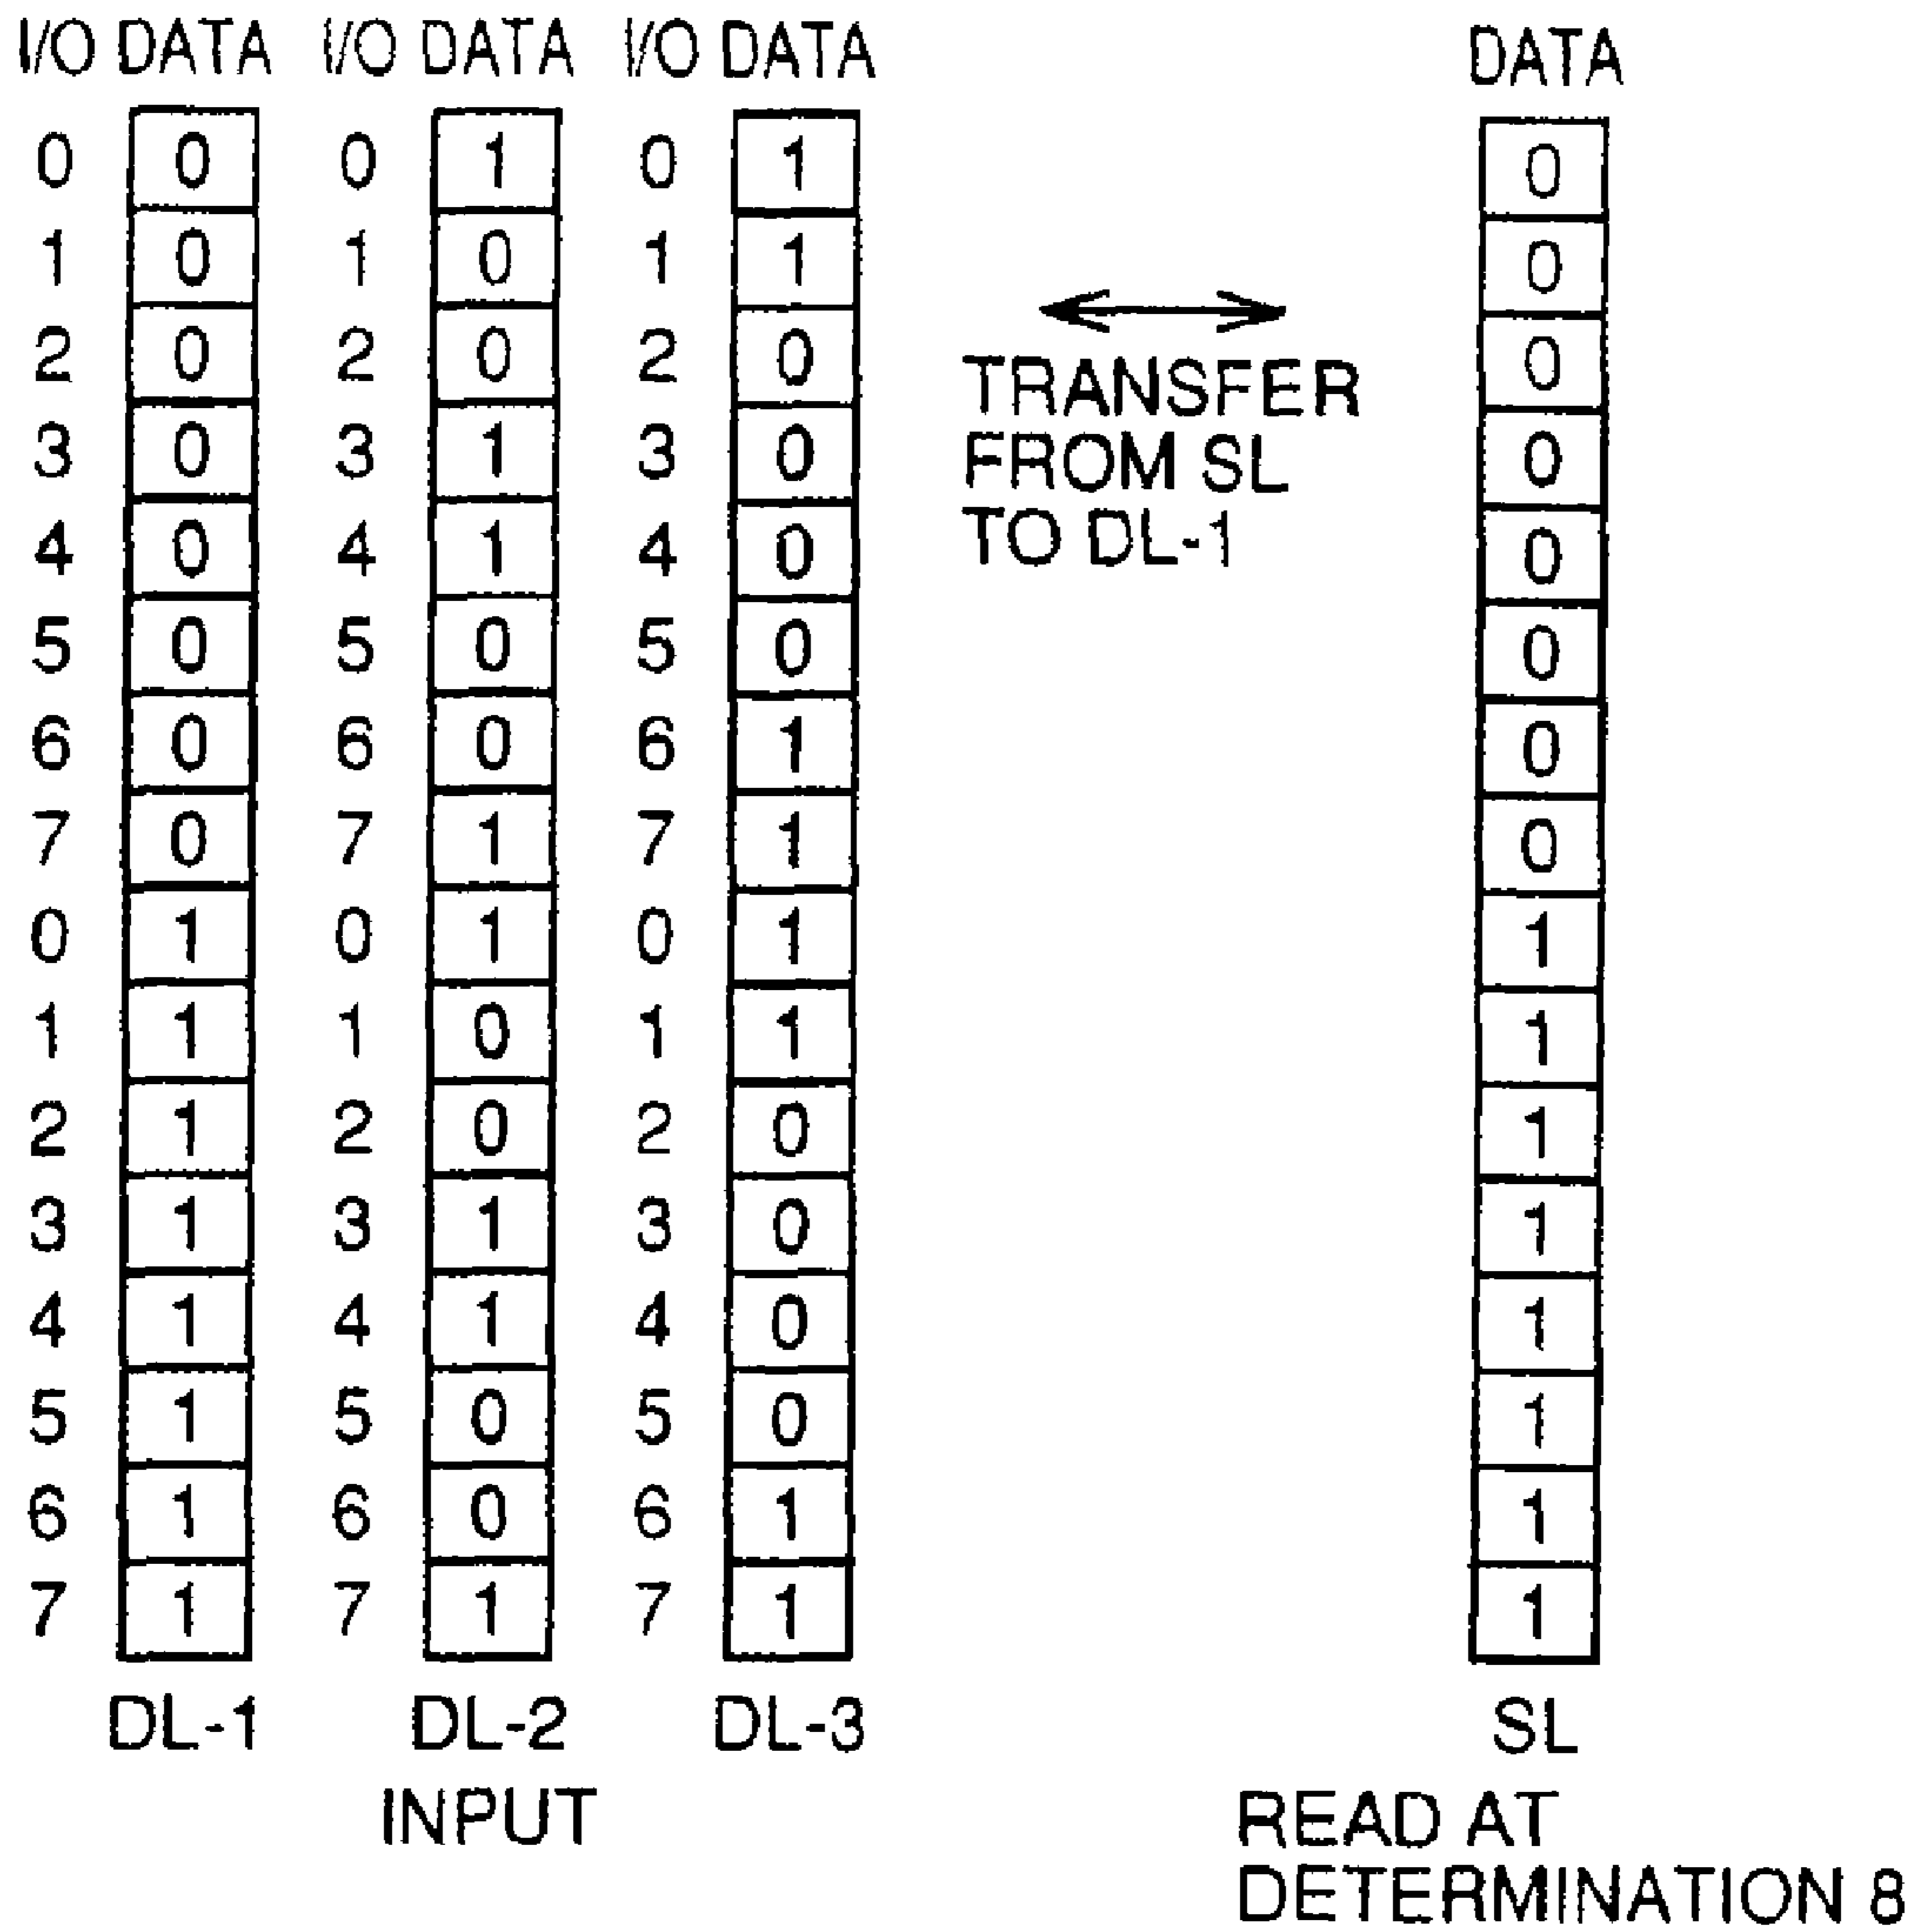 I/O DATA I/O DATA I/O DATA DATA
0 0 0 1 0 1 0
1 0 1 0 1 1 0
2 0 2 0 2 0 0
3 0 3 1 3 0 0
4 0 4 1 4 0 0
5 0 5 0 5 0 0
6 0 6 0 6 1 0
7 0 7 1 7 1 0
0 1 0 1 0 1 1
1 1 1 0 1 1 1
2 1 2 0 2 0 1
3 1 3 1 3 0 1
4 1 4 1 4 0 1
5 1 5 0 5 0 1
6 1 6 0 6 1 1
7 1 7 1 7 1 1
TRANSFER
FROM SL
TO DL-1
DL-1 DL-2 DL-3 SL
INPUT
READ AT
DETERMINATION 8